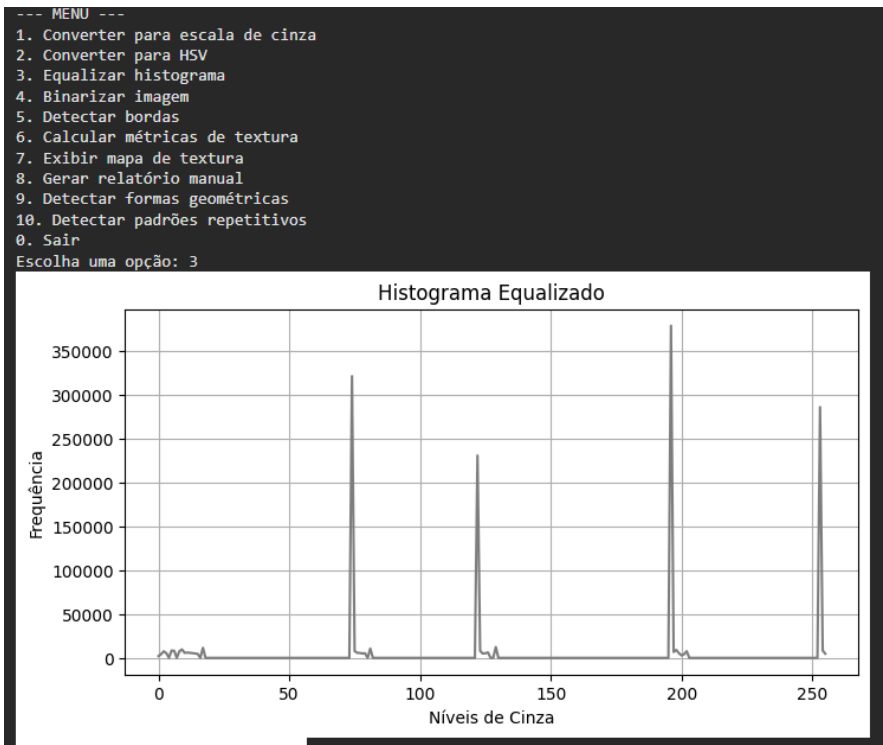 --- MENU ---
1. Converter para escala de cinza
2. Converter para HSV
3. Equalizar histograma
4. Binarizar imagem
5. Detectar bordas
6. Calcular métricas de textura
7. Exibir mapa de textura
8. Gerar relatório manual
9. Detectar formas geométricas
10. Detectar padrões repetitivos
0. Sair
Escolha uma opção: 3
Histograma Equalizado
350000
300000
250000
200000
150000
100000
50000
0
Frequência
0 50 100 150 200 250
Níveis de Cinza